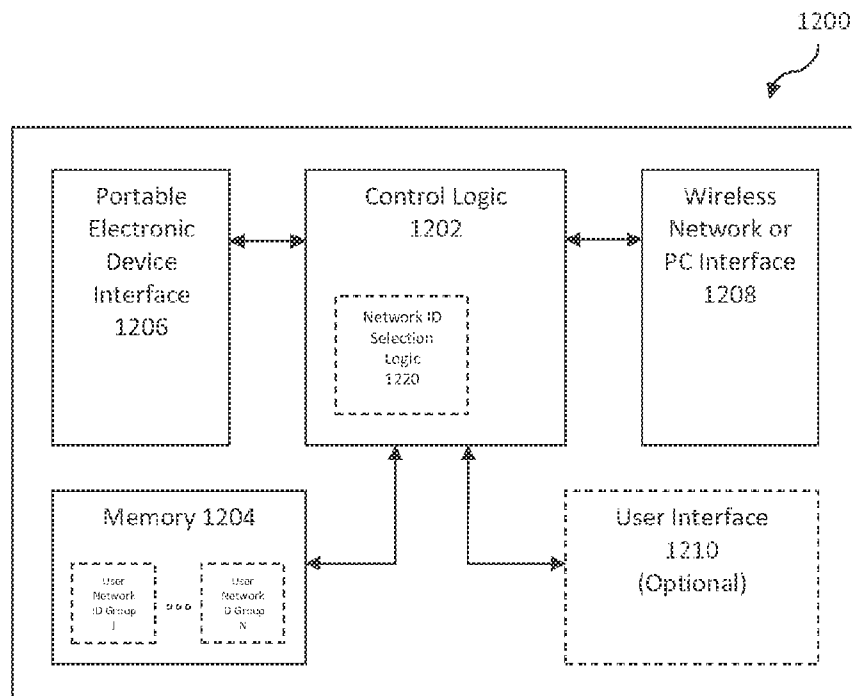 1200
Portable
Electronic
Device
Interface
1206
Control Logic
1202
Network ID
Selection
Logic
1220
Wireless
Network or
PC Interface
1208
Memory 1204
User
Network
ID Group
...
User
Network
ID Group
N
User Interface
1210
(Optional)